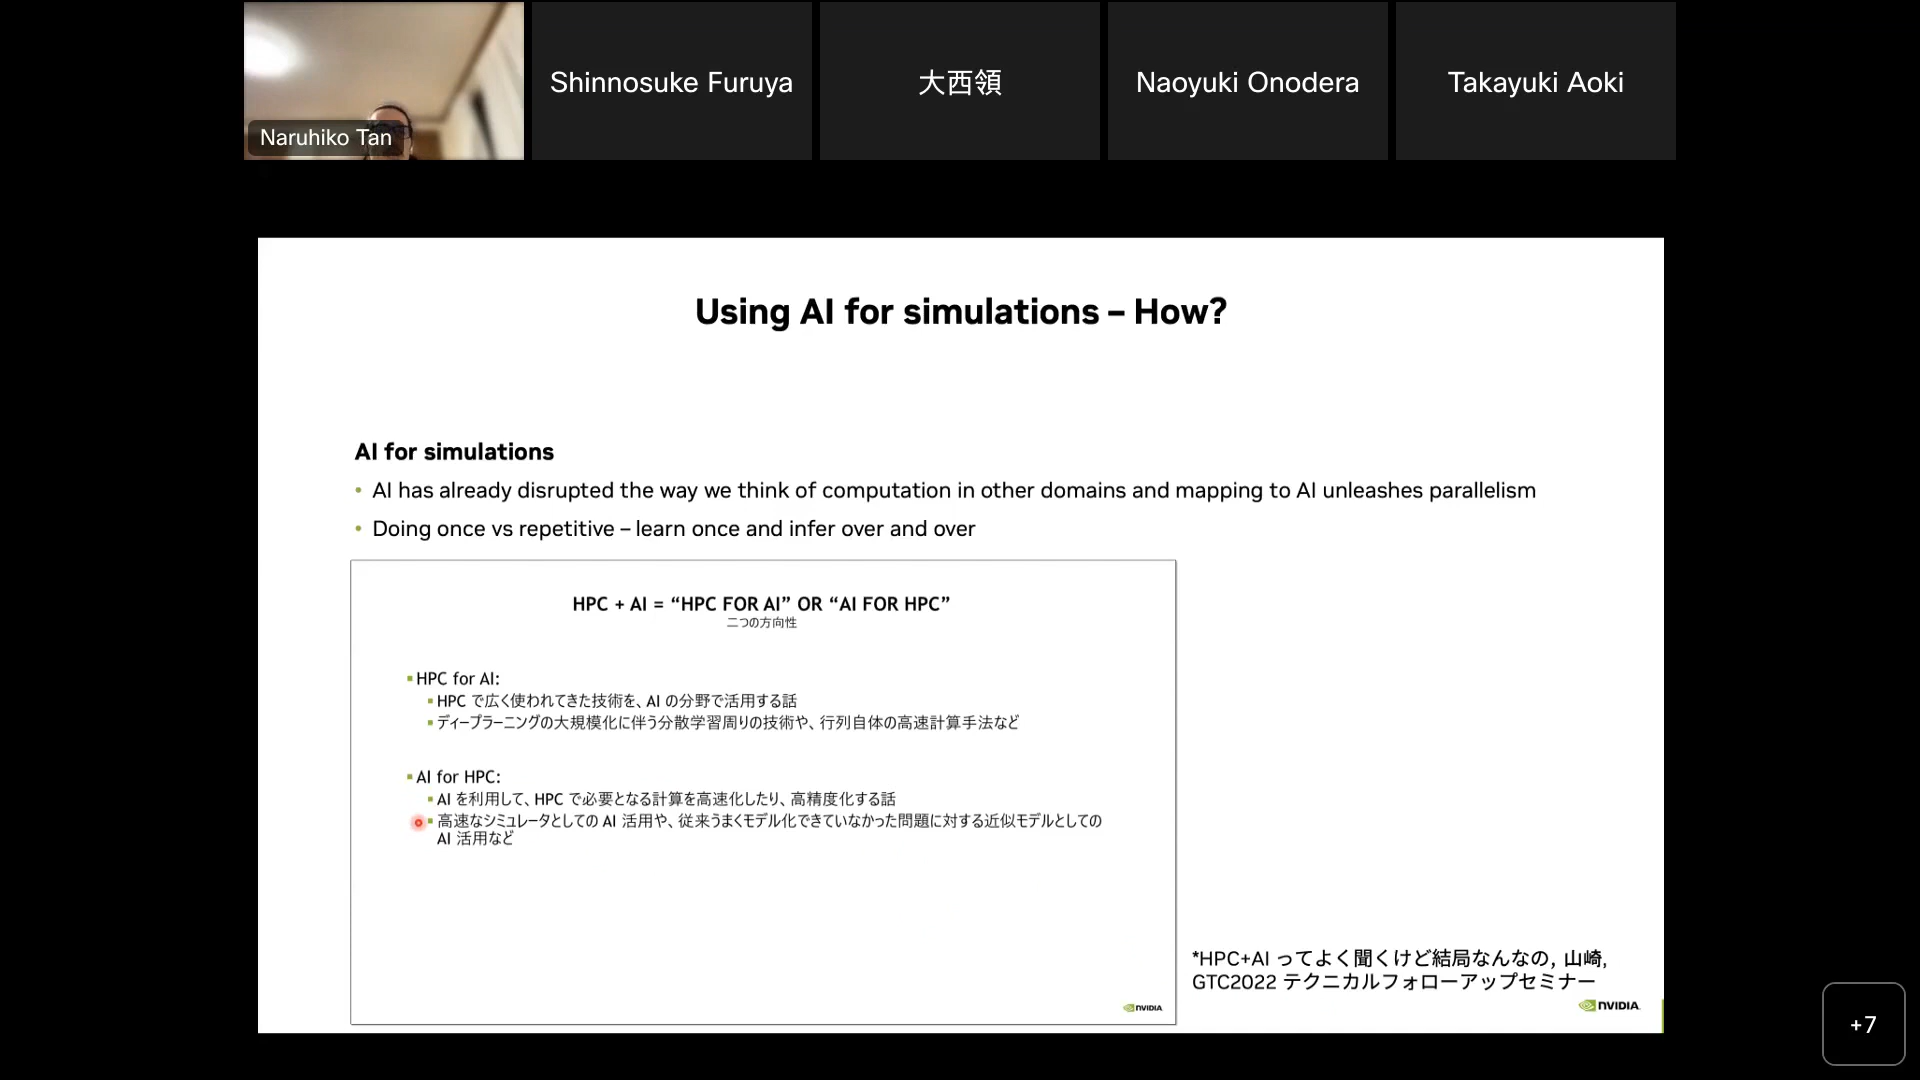 Naruhiko Tan
Shinnosuke Furuya
大西領
Naoyuki Onodera
Takayuki Aoki
Using AI for simulations – How?
AI for simulations
• AI has already disrupted the way we think of computation in other domains and mapping to AI unleashes parallelism
• Doing once vs repetitive – learn once and infer over and over
HPC + AI = “HPC FOR AI” OR “AI FOR HPC”
二つの方向性
▪HPC for AI:
▪HPC で広く使われてきた技術を、AI の分野で活用する話
▪ディープラーニングの大規模化に伴う分散学習周りの技術や、行列自体の高速計算手法など
▪AI for HPC:
▪AI を利用して、HPC で必要となる計算を高速化したり、高精度化する話
▪高速なシミュレータとしての AI 活用や、従来うまくモデル化できていなかった問題に対する近似モデルとしての
AI 活用など
NVIDIA
*HPC+AI ってよく聞くけど結局なんなの, 山崎,
GTC2022 テクニカルフォローアップセミナー
NVIDIA
+7